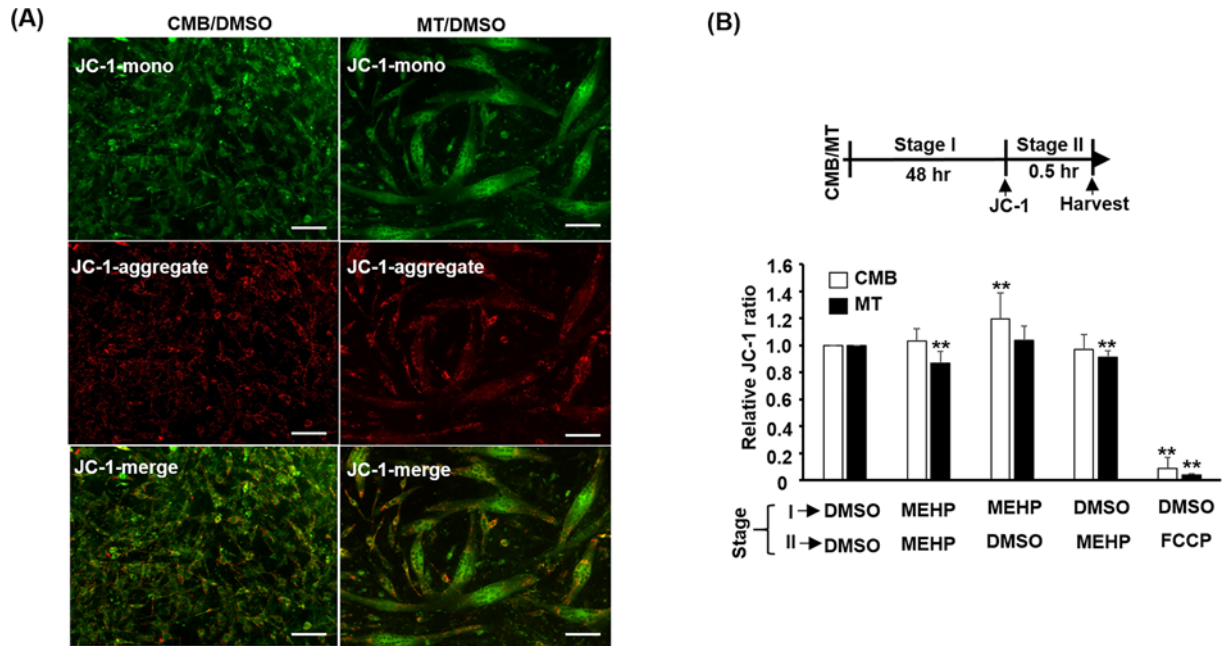 (A)
CMB/DMSO MT/DMSO
JC-1-mono JC-1-mono
JC-1-aggregate JC-1-aggregate
JC-1-merge JC-1-merge
(B)
CMB/MT
Stage I Stage II
48 hr 0.5 hr
JC-1 Harvest
Relative JC-1 ratio
1.6
1.4
1.2
1.0
0.8
0.6
0.4
0.2
0
CMB
MT
** ** ** ** **
Stage
I DMSO MEHP MEHP DMSO DMSO
II DMSO MEHP DMSO MEHP FCCP